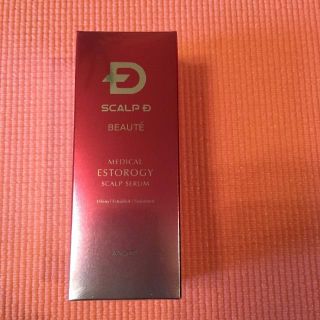 SCALP D
BEAUTÉ
MEDICAL
ESTOROGY
SCALP SERUM